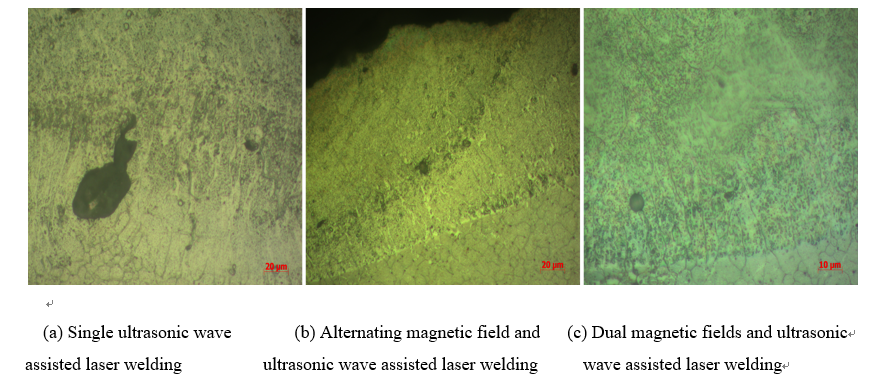 20 μm
20 μm
10 μm
(a) Single ultrasonic wave
assisted laser welding
(b) Alternating magnetic field and
ultrasonic wave assisted laser welding
(c) Dual magnetic fields and ultrasonic
wave assisted laser welding